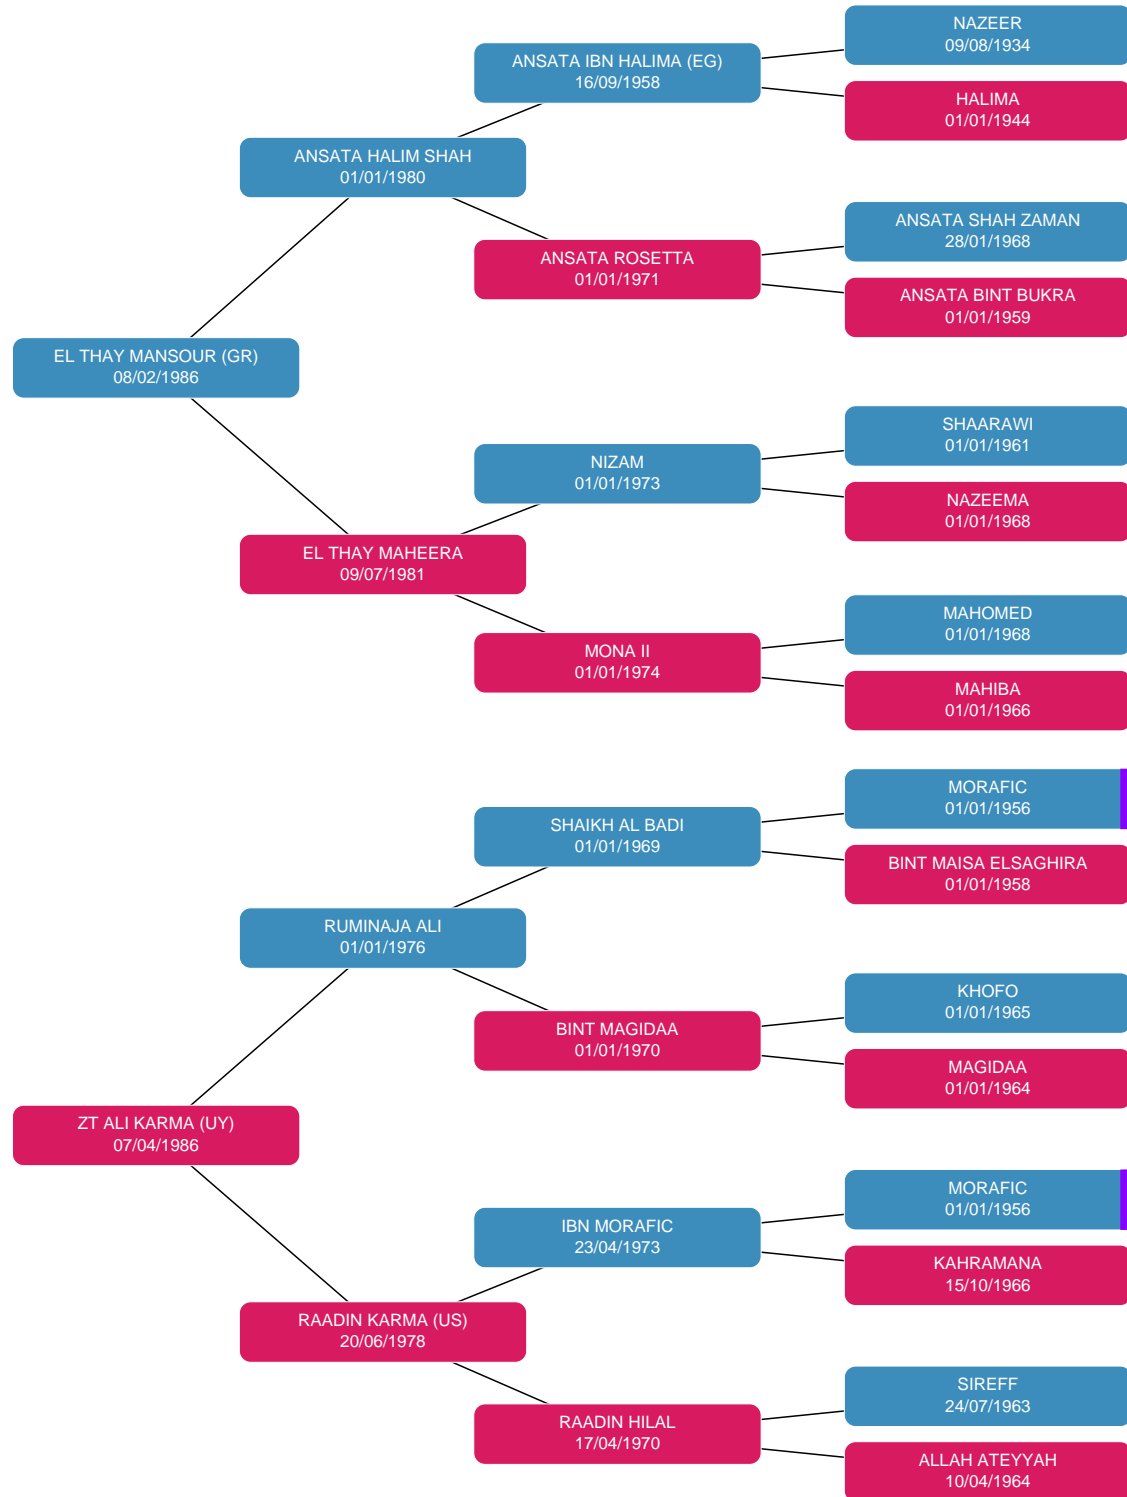 NAZEER
09/08/1934
ANSATA IBN HALIMA (EG)
16/09/1958
HALIMA
01/01/1944
ANSATA HALIM SHAH
01/01/1980
ANSATA SHAH ZAMAN
28/01/1968
ANSATA ROSETTA
01/01/1971
ANSATA BINT BUKRA
01/01/1959
EL THAY MANSOUR (GR)
08/02/1986
SHAARAWI
01/01/1961
NIZAM
01/01/1973
NAZEEMA
01/01/1968
EL THAY MAHEERA
09/07/1981
MAHOMED
01/01/1968
MONA II
01/01/1974
MAHIBA
01/01/1966
MORAFIC
01/01/1956
SHAIKH AL BADI
01/01/1969
BINT MAISA ELSAGHIRA
01/01/1958
RUMINAJA ALI
01/01/1976
KHOFO
01/01/1965
BINT MAGIDAA
01/01/1970
MAGIDAA
01/01/1964
ZT ALI KARMA (UY)
07/04/1986
MORAFIC
01/01/1956
IBN MORAFIC
23/04/1973
KAHRAMANA
15/10/1966
RAADIN KARMA (US)
20/06/1978
SIREFF
24/07/1963
RAADIN HILAL
17/04/1970
ALLAH ATEYYAH
10/04/1964